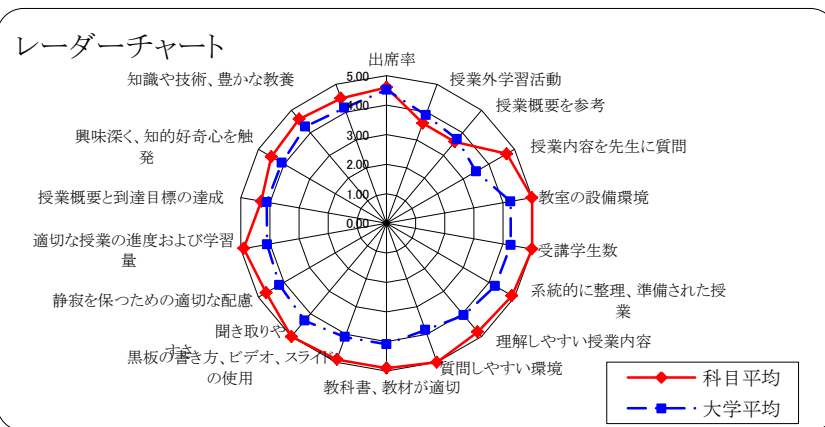 レーダーチャート
出席率
授業外学習活動
授業概要を参考
授業内容を先生に質問
教室の設備環境
受講学生数
系統的に整理、準備された授
業
理解しやすい授業内容
質問しやすい環境
教科書、教材が適切
黒板の書き方、ビデオ、スライド
の使用
聞き取りや
すさ
静寂を保つための適切な配慮
適切な授業の進度および学習
量
授業概要と到達目標の達成
興味深く、知的好奇心を触
発
知識や技術、豊かな教養
5.00
4.00
3.00
2.00
1.00
0.00
科目平均
大学平均